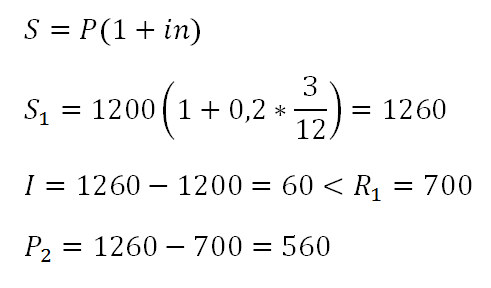 S = P(1 + in)
S₁ = 1200(1 + 0,2 * 3/12) = 1260
I = 1260 − 1200 = 60 < R₁ = 700
P₂ = 1260 − 700 = 560